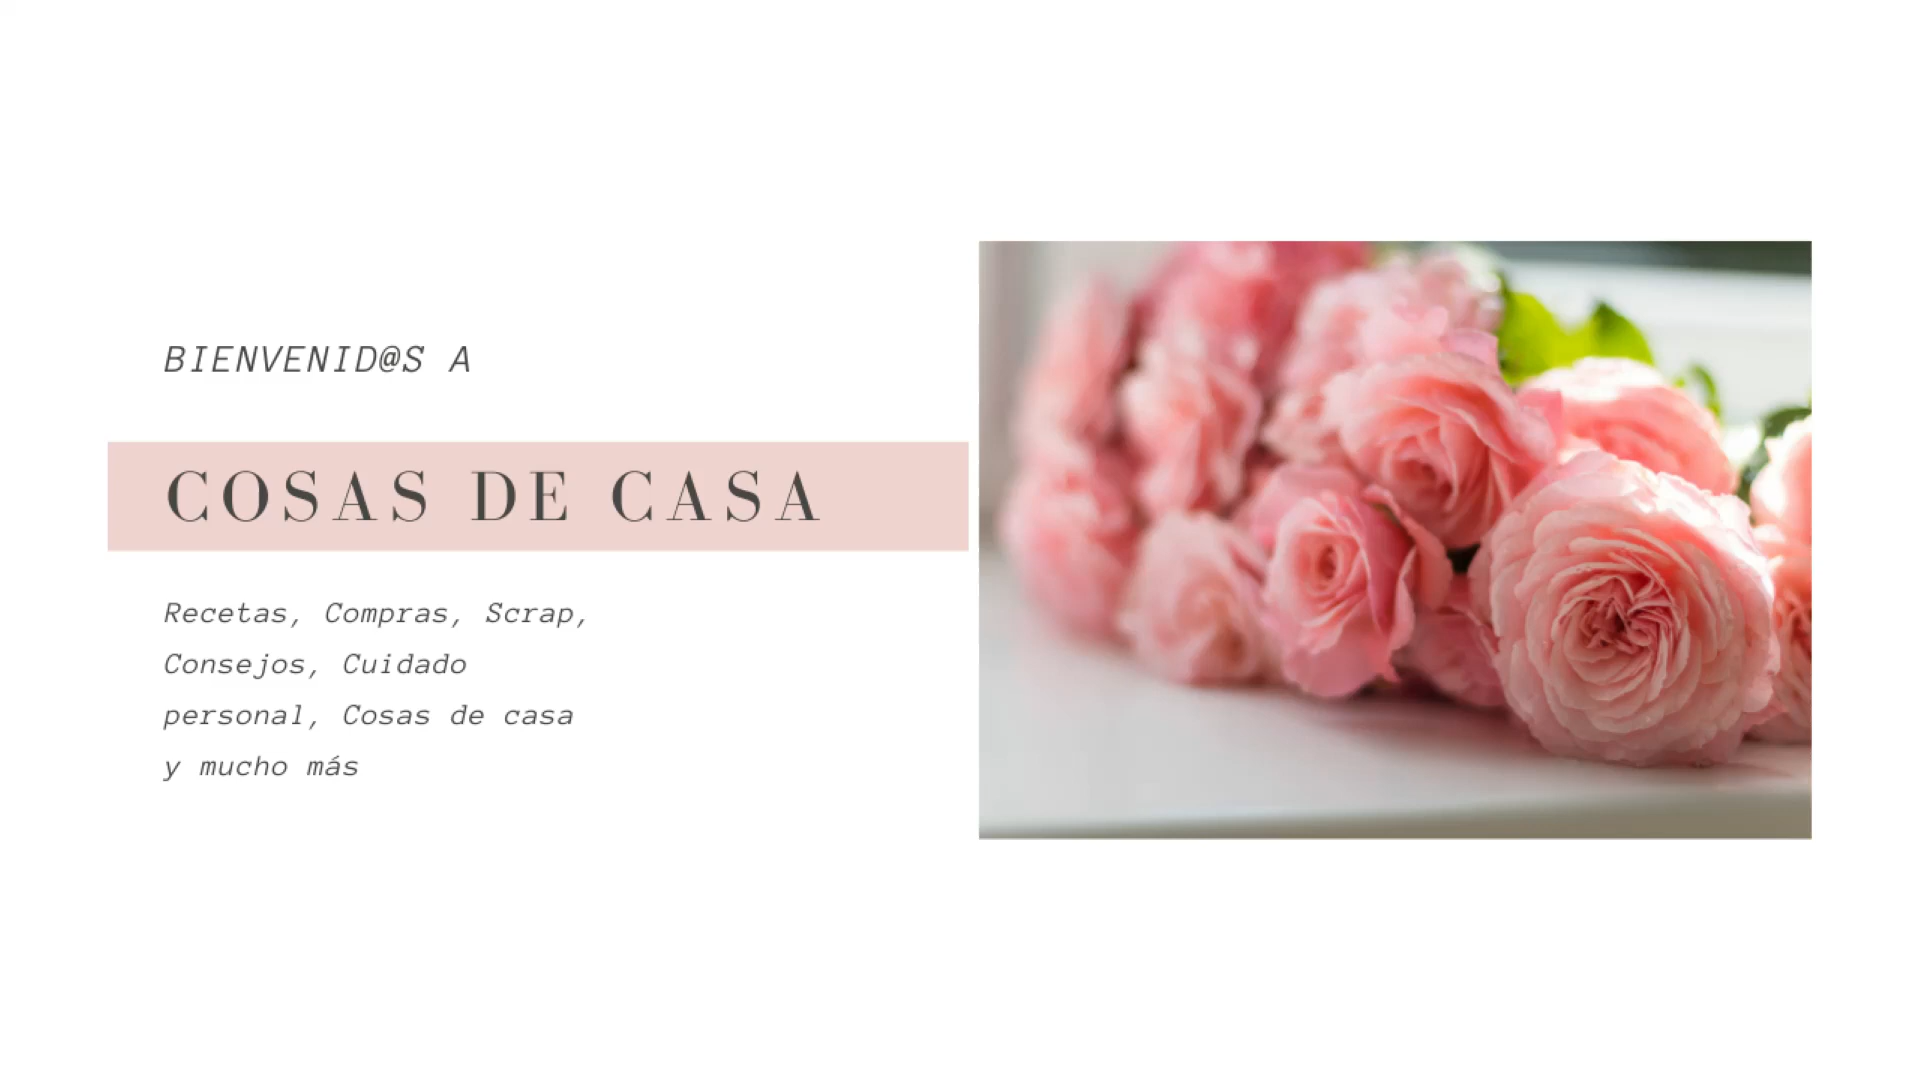 BIENVENID@S A
COSAS DE CASA
Recetas, Compras, Scrap,
Consejos, Cuidado
personal, Cosas de casa
y mucho más